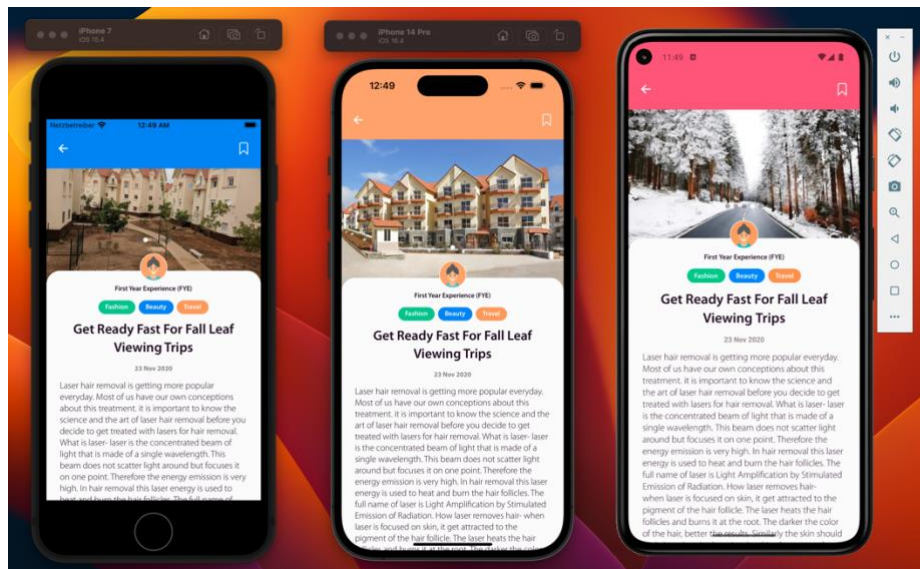 iPhone 7
iOS 15.4
Netzbetreiber 12:49 AM
First Year Experience (FYE)
Fashion Beauty Travel
Get Ready Fast For Fall Leaf
Viewing Trips
23 Nov 2020
Laser hair removal is getting more popular
everyday. Most of us have our own conceptions
about this treatment. it is important to know the
science and the art of laser hair removal before you
decide to get treated with lasers for hair removal.
What is laser- laser is the concentrated beam of
light that is made of a single wavelength. This
beam does not scatter light around but focuses it
on one point. Therefore the energy emission is very
high. In hair removal this laser energy is used to
heat and burn the hair follicles. The full name of
iPhone 14 Pro
iOS 16.4
12:49
First Year Experience (FYE)
Fashion Beauty Travel
Get Ready Fast For Fall Leaf
Viewing Trips
23 Nov 2020
Laser hair removal is getting more popular everyday.
Most of us have our own conceptions about this
treatment. it is important to know the science and the
art of laser hair removal before you decide to get
treated with lasers for hair removal. What is laser- laser
is the concentrated beam of light that is made of a
single wavelength. This beam does not scatter light
around but focuses it on one point. Therefore the
energy emission is very high. In hair removal this laser
energy is used to heat and burn the hair follicles. The
full name of laser is Light Amplification by Stimulated
Emission of Radiation. How laser removes hair- when
laser is focused on skin, it get attracted to the
pigment of the hair follicle. The laser heats the hair
follicles and burns it at the root. The darker the color
11:49
First Year Experience (FYE)
Fashion Beauty Travel
Get Ready Fast For Fall Leaf
Viewing Trips
23 Nov 2020
Laser hair removal is getting more popular everyday.
Most of us have our own conceptions about this
treatment. it is important to know the science and
the art of laser hair removal before you decide to get
treated with lasers for hair removal. What is laser- laser
is the concentrated beam of light that is made of a
single wavelength. This beam does not scatter light
around but focuses it on one point. Therefore the
energy emission is very high. In hair removal this laser
energy is used to heat and burn the hair follicles. The
full name of laser is Light Amplification by Stimulated
Emission of Radiation. How laser removes hair-
when laser is focused on skin, it get attracted to the
pigment of the hair follicle. The laser heats the hair
follicles and burns it at the root. The darker the color
of the hair, better the results. Similarly the skin should